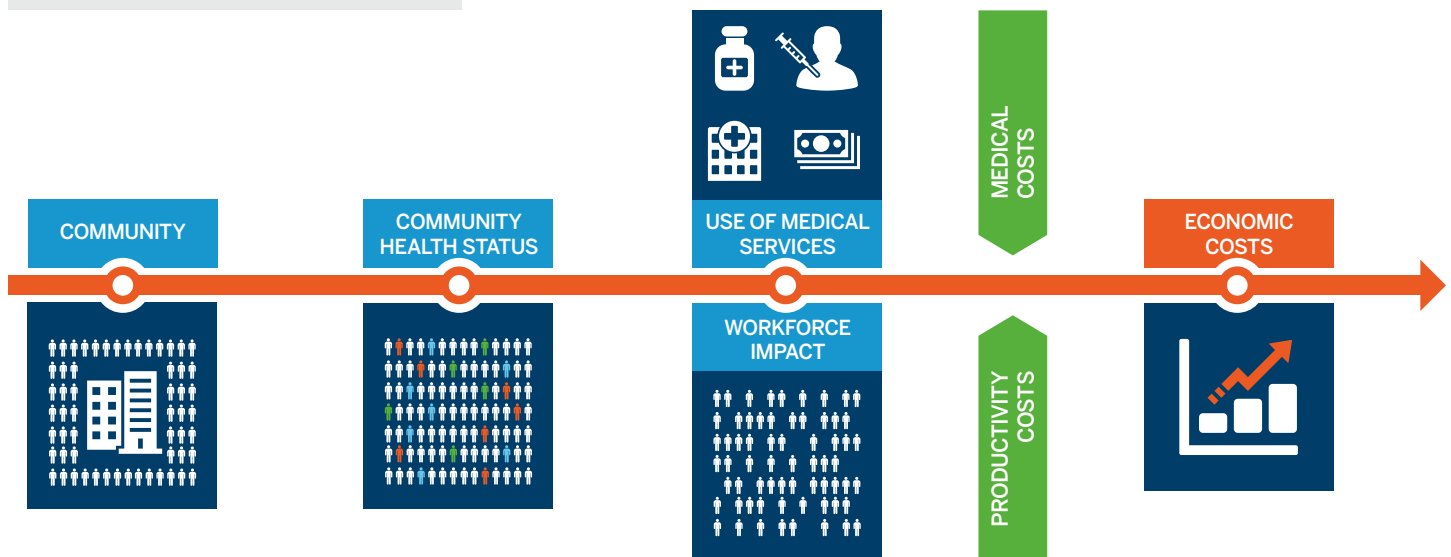 COMMUNITY
COMMUNITY
HEALTH STATUS
USE OF MEDICAL
SERVICES
WORKFORCE
IMPACT
MEDICAL
COSTS
PRODUCTIVITY
COSTS
ECONOMIC
COSTS